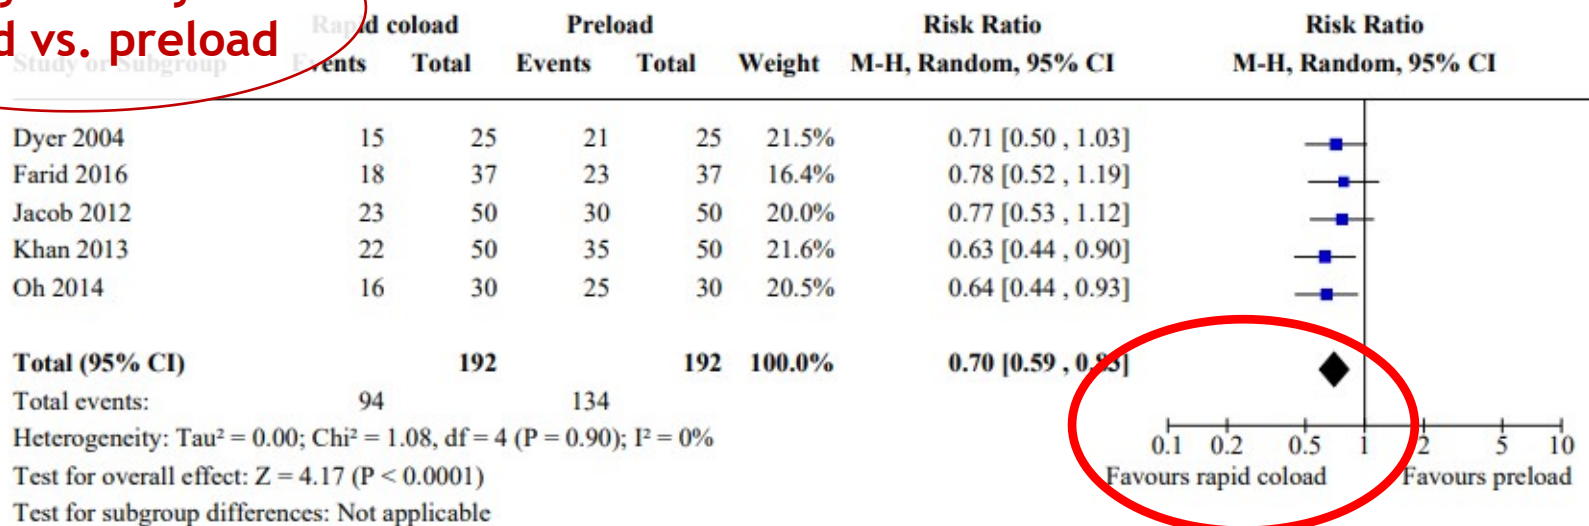 d vs. preload
Rapid coload Preload Risk Ratio Risk Ratio
Study or Subgroup Events Total Events Total Weight M-H, Random, 95% CI M-H, Random, 95% CI
Dyer 2004 15 25 21 25 21.5% 0.71 [0.50 , 1.03]
Farid 2016 18 37 23 37 16.4% 0.78 [0.52 , 1.19]
Jacob 2012 23 50 30 50 20.0% 0.77 [0.53 , 1.12]
Khan 2013 22 50 35 50 21.6% 0.63 [0.44 , 0.90]
Oh 2014 16 30 25 30 20.5% 0.64 [0.44 , 0.93]
Total (95% CI) 192 192 100.0% 0.70 [0.59 , 0.83]
Total events: 94 134
Heterogeneity: Tau² = 0.00; Chi² = 1.08, df = 4 (P = 0.90); I² = 0%
Test for overall effect: Z = 4.17 (P < 0.0001)
Test for subgroup differences: Not applicable
0.1 0.2 0.5 1 2 5 10
Favours rapid coload Favours preload